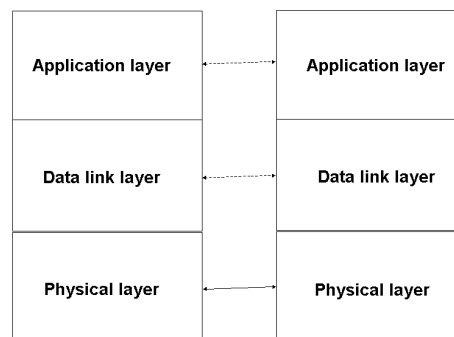 Application layer
Application layer
Data link layer
Data link layer
Physical layer
Physical layer